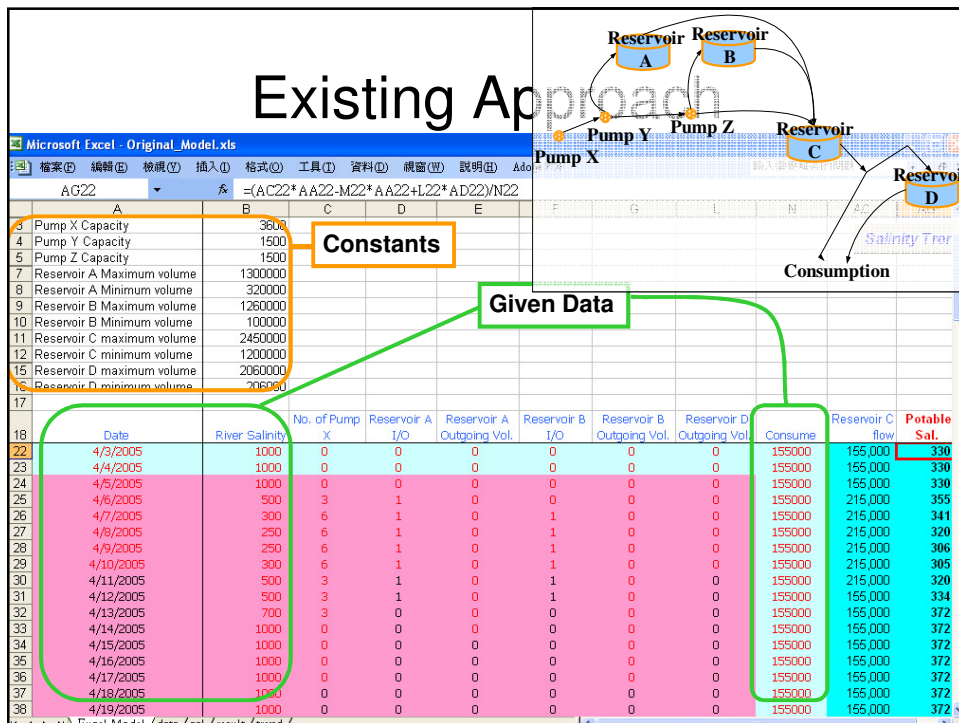 Existing Approach
Reservoir A
Reservoir B
Pump X
Pump Y
Pump Z
Reservoir C
Reservoir D
Consumption
Microsoft Excel - Original_Model.xls
檔案(F) 編輯(E) 檢視(V) 插入(I) 格式(O) 工具(T) 資料(D) 視窗(W) 說明(H)
AG22 fx =(AC22*AA22-M22*AA22+L22*AD22)/N22
A B C D E F G L N AC
3 Pump X Capacity 3600
4 Pump Y Capacity 1500
5 Pump Z Capacity 1500
7 Reservoir A Maximum volume 1300000
8 Reservoir A Minimum volume 320000
9 Reservoir B Maximum volume 1260000
10 Reservoir B Minimum volume 100000
11 Reservoir C maximum volume 2450000
12 Reservoir C minimum volume 1200000
15 Reservoir D maximum volume 2060000
16 Reservoir D minimum volume 206000
17
Constants
Given Data
Salinity Tren
18 Date River Salinity No. of Pump X Reservoir A I/O Reservoir A Outgoing Vol. Reservoir B I/O Reservoir B Outgoing Vol. Reservoir D Outgoing Vol. Consume Reservoir C flow Potable Sal.
22 4/3/2005 1000 0 0 0 0 0 0 155000 155,000 330
23 4/4/2005 1000 0 0 0 0 0 0 155000 155,000 330
24 4/5/2005 1000 0 0 0 0 0 0 155000 155,000 330
25 4/6/2005 500 3 1 0 0 0 0 155000 215,000 355
26 4/7/2005 300 6 1 0 1 0 0 155000 215,000 341
27 4/8/2005 250 6 1 0 1 0 0 155000 215,000 320
28 4/9/2005 250 6 1 0 1 0 0 155000 215,000 306
29 4/10/2005 300 6 1 0 1 0 0 155000 215,000 305
30 4/11/2005 500 3 1 0 1 0 0 155000 215,000 320
31 4/12/2005 500 3 1 0 1 0 0 155000 155,000 334
32 4/13/2005 700 3 0 0 0 0 0 155000 155,000 372
33 4/14/2005 1000 0 0 0 0 0 0 155000 155,000 372
34 4/15/2005 1000 0 0 0 0 0 0 155000 155,000 372
35 4/16/2005 1000 0 0 0 0 0 0 155000 155,000 372
36 4/17/2005 1000 0 0 0 0 0 0 155000 155,000 372
37 4/18/2005 1000 0 0 0 0 0 0 155000 155,000 372
38 4/19/2005 1000 0 0 0 0 0 0 155000 155,000 372
Excel Model